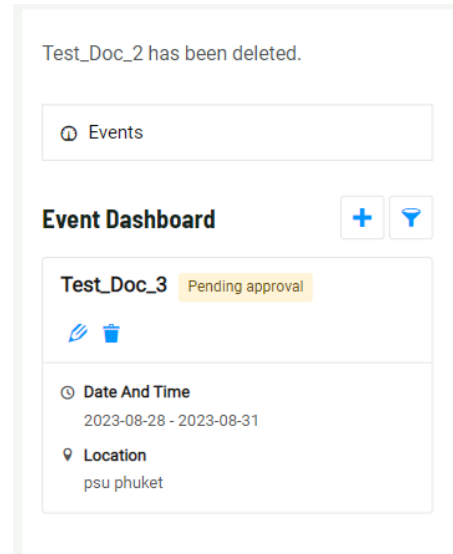 Test_Doc_2 has been deleted.
Events
Event Dashboard
Test_Doc_3 Pending approval
Date And Time
2023-08-28 - 2023-08-31
Location
psu phuket